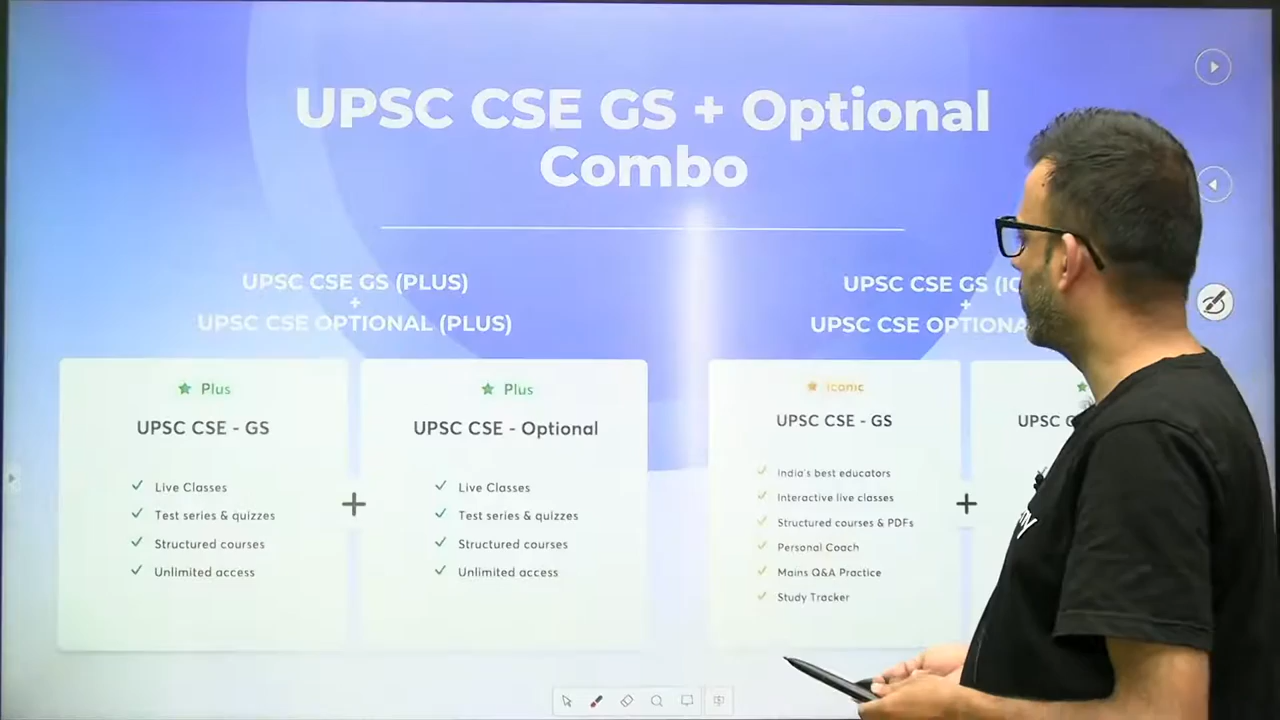 UPSC CSE GS + Optional
Combo
UPSC CSE GS (PLUS)
+
UPSC CSE OPTIONAL (PLUS)
UPSC CSE GS
+
UPSC CSE
Plus
UPSC CSE - GS
Live Classes
Test series & quizzes
Structured courses
Unlimited access
+
Plus
UPSC CSE - Optional
Live Classes
Test series & quizzes
Structured courses
Unlimited access
Iconic
UPSC CSE - GS
India's best educators
Interactive live classes
Structured courses & PDFs
Personal Coach
Mains Q&A Practice
Study Tracker
+
UPSC